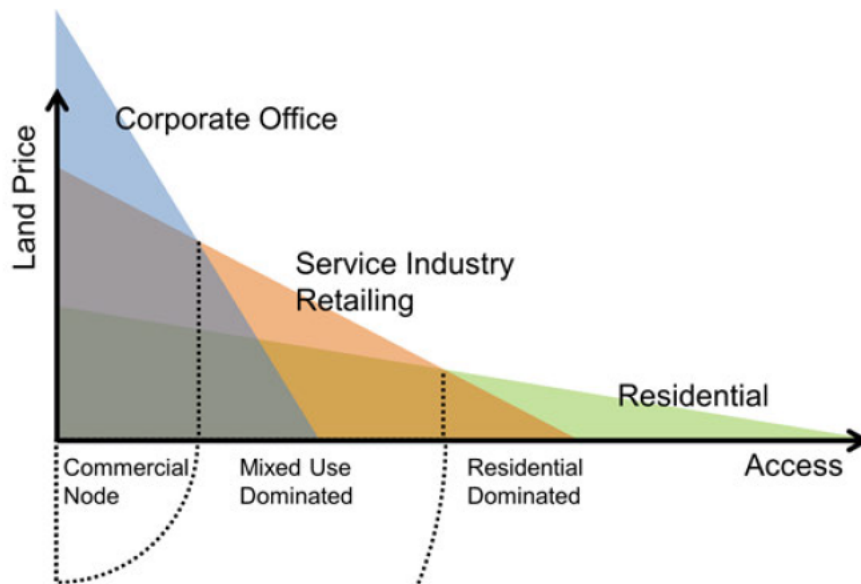 Corporate Office
Land Price
Service Industry
Retailing
Residential
Access
Commercial
Node
Mixed Use
Dominated
Residential
Dominated